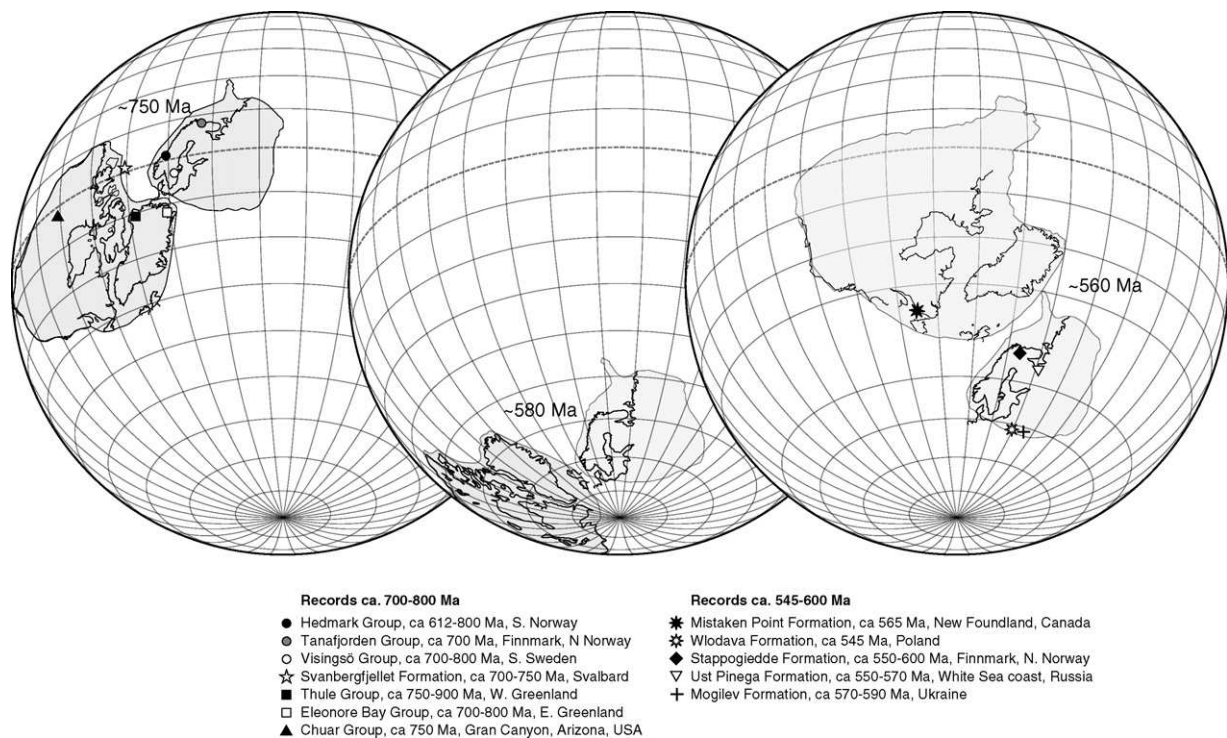 ~750 Ma
~580 Ma
~560 Ma
Records ca. 700-800 Ma
Hedmark Group, ca 612-800 Ma, S. Norway
Tanafjorden Group, ca 700 Ma, Finnmark, N Norway
Visingsö Group, ca 700-800 Ma, S. Sweden
Svanbergfjellet Formation, ca 700-750 Ma, Svalbard
Thule Group, ca 750-900 Ma, W. Greenland
Eleonore Bay Group, ca 700-800 Ma, E. Greenland
Chuar Group, ca 750 Ma, Gran Canyon, Arizona, USA
Records ca. 545-600 Ma
Mistaken Point Formation, ca 565 Ma, New Foundland, Canada
Wlodava Formation, ca 545 Ma, Poland
Stappogiedde Formation, ca 550-600 Ma, Finnmark, N. Norway
Ust Pinega Formation, ca 550-570 Ma, White Sea coast, Russia
Mogilev Formation, ca 570-590 Ma, Ukraine